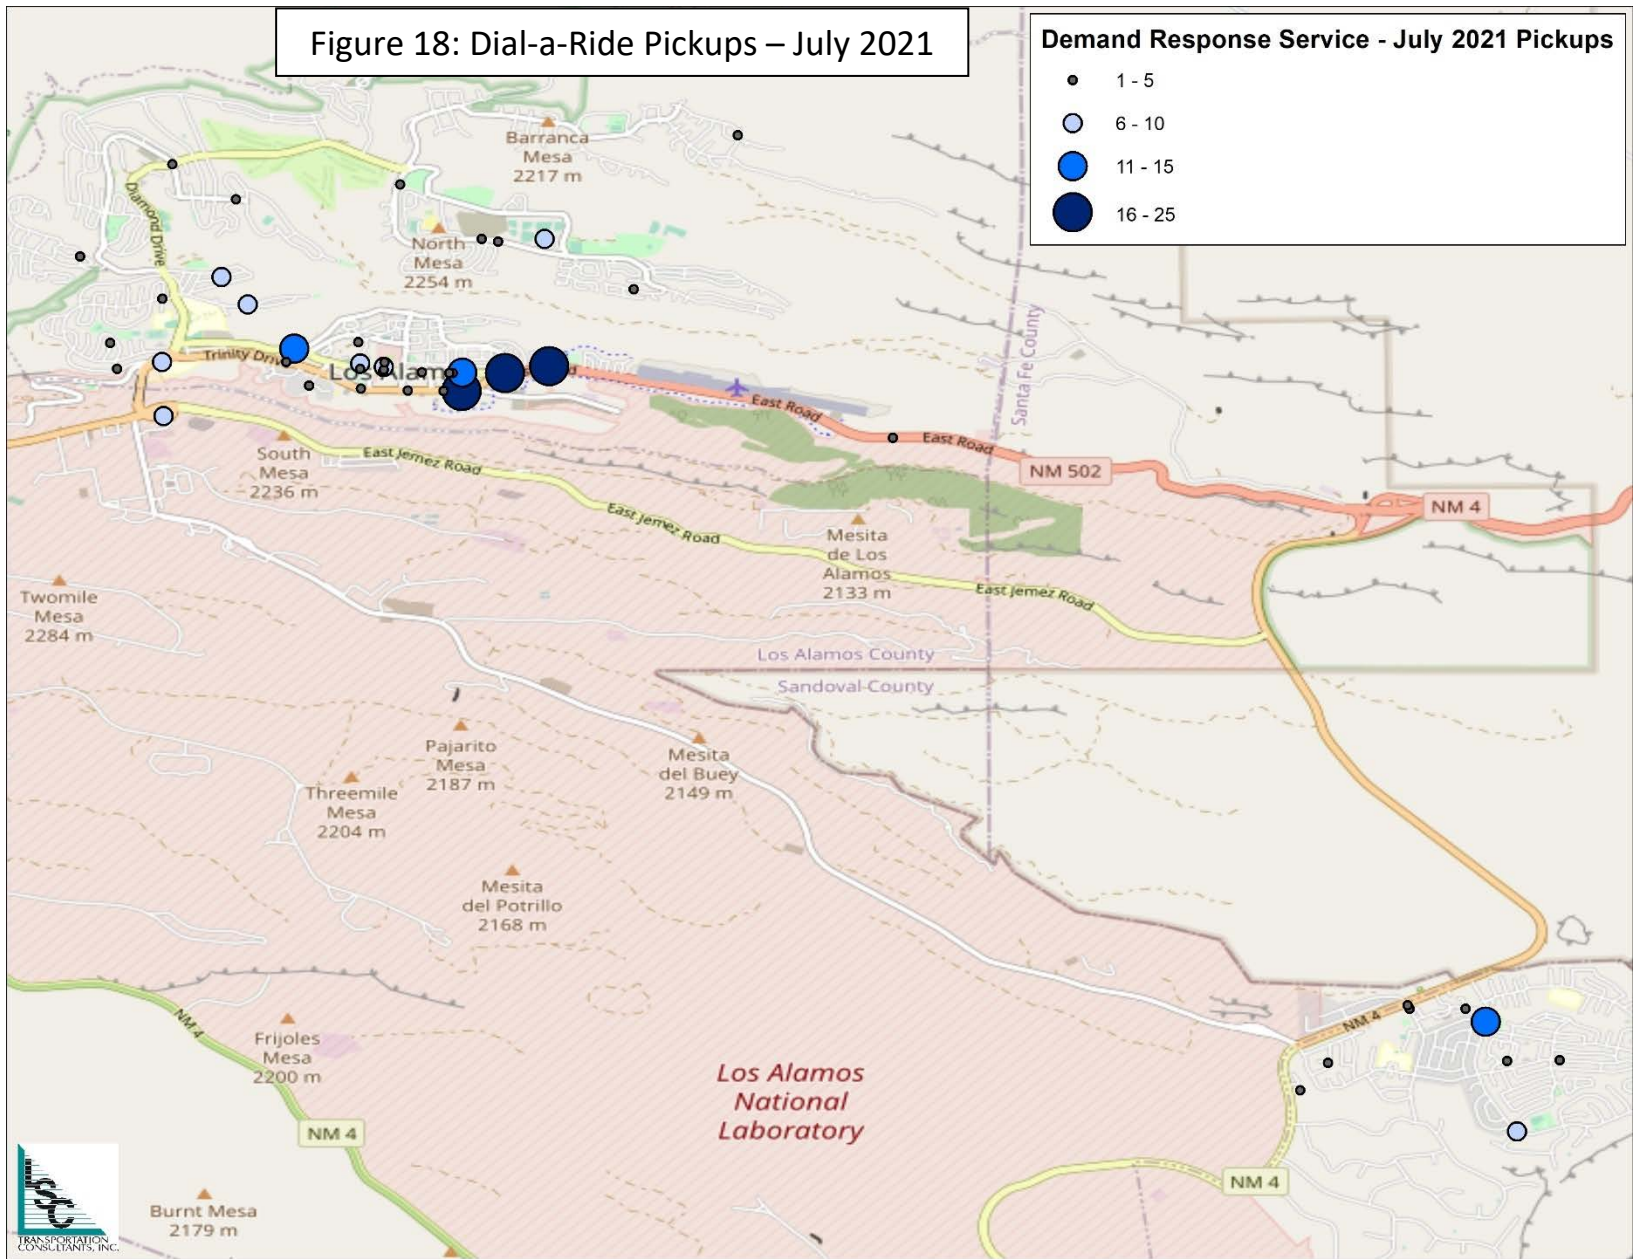 Figure 18: Dial-a-Ride Pickups – July 2021
Demand Response Service - July 2021 Pickups
1 - 5
6 - 10
11 - 15
16 - 25
Barranca
Mesa
2217 m
Diamond Drive
North
Mesa
2254 m
Santa Fe County
Trinity Drive
Los Alam
East Road
East Road
NM 502
NM 4
South
Mesa
2236 m
East Jemez Road
East Jemez Road
Mesita
de Los
Alamos
2133 m
East Jemez Road
Twomile
Mesa
2284 m
Los Alamos County
Sandoval County
Pajarito
Mesa
2187 m
Mesita
del Buey
2149 m
Threemile
Mesa
2204 m
Mesita
del Potrillo
2168 m
NM 4
NM 4
Frijoles
Mesa
2200 m
Los Alamos
National
Laboratory
NM 4
NM 4
Burnt Mesa
2179 m
LSC
TRANSPORTATION
CONSULTANTS, INC.